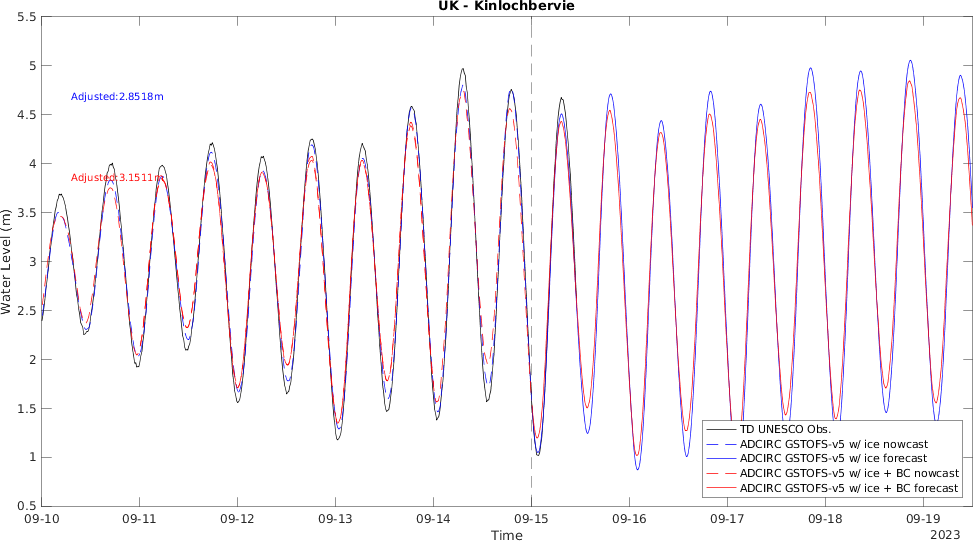 UK - Kinlochbervie
5.5
5
4.5
4
3.5
3
2.5
2
1.5
1
0.5
Water Level (m)
Adjusted:2.8518m
Adjusted:3.1511m
TD UNESCO Obs.
ADCIRC GSTOFS-v5 w/ ice nowcast
ADCIRC GSTOFS-v5 w/ ice forecast
ADCIRC GSTOFS-v5 w/ ice + BC nowcast
ADCIRC GSTOFS-v5 w/ ice + BC forecast
09-10 09-11 09-12 09-13 09-14 09-15 09-16 09-17 09-18 09-19
Time
2023